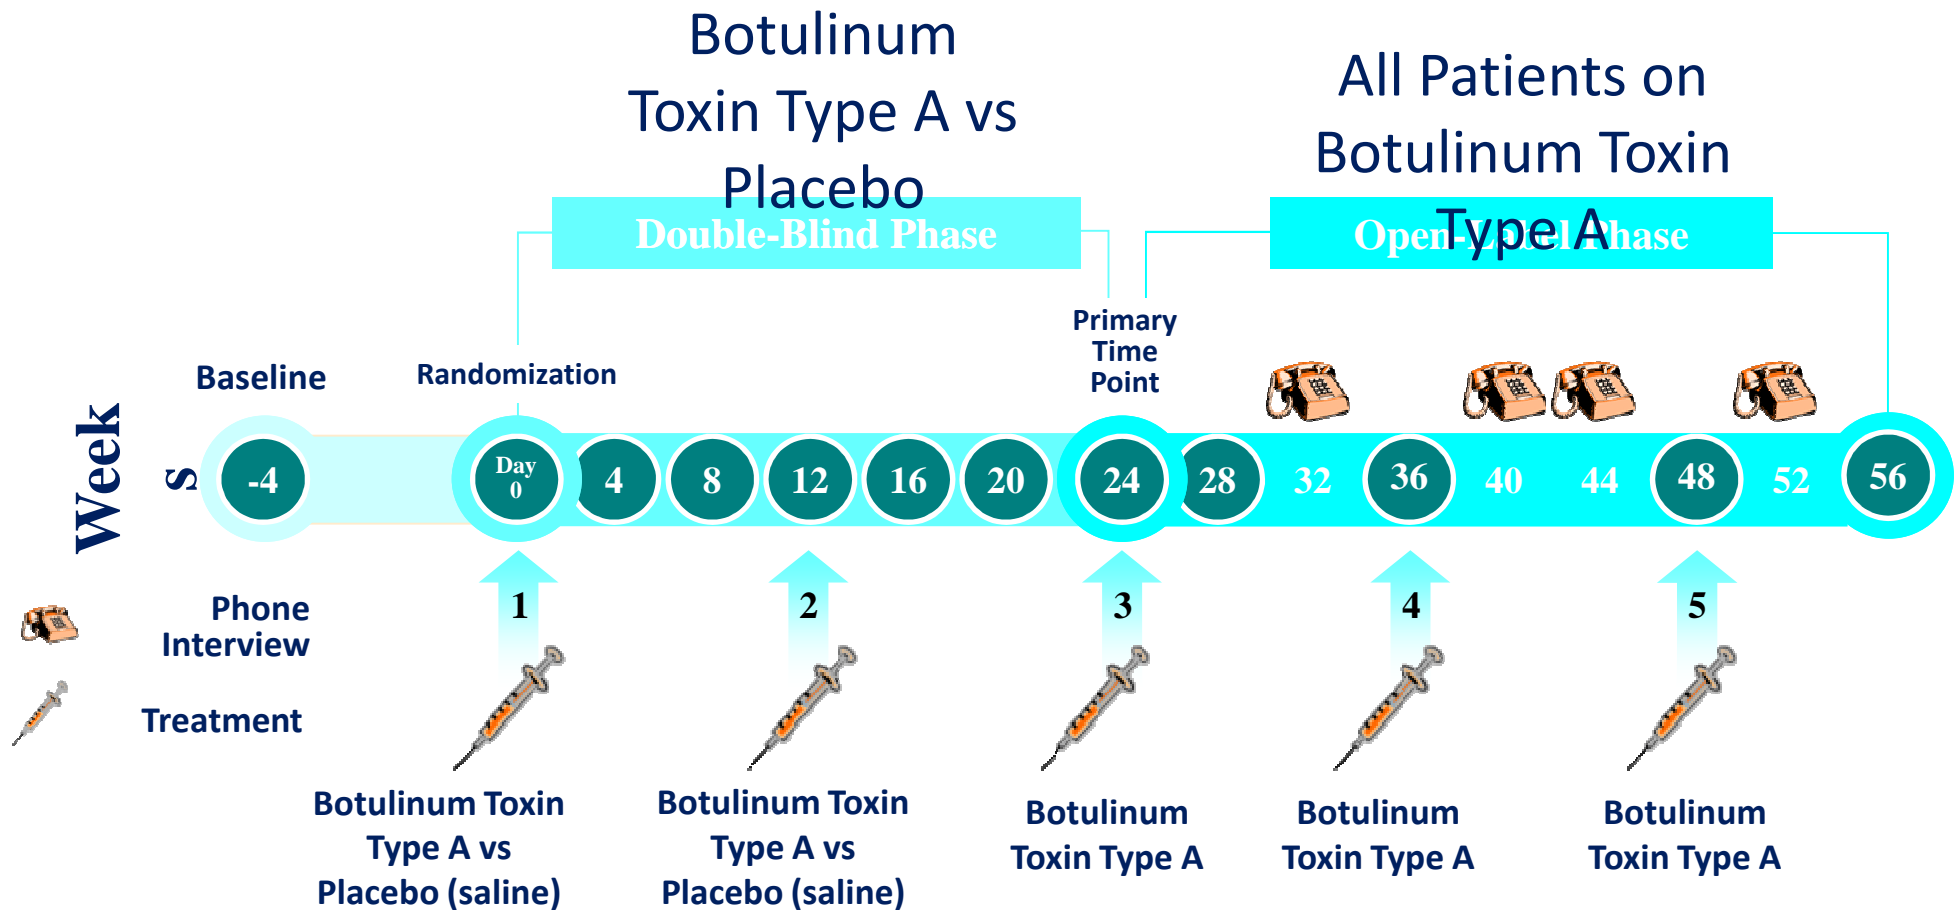 Botulinum
Toxin Type A vs
Placebo
Double-Blind Phase
All Patients on
Botulinum Toxin
Type A
Open-Label Phase
Primary
Time
Point
Baseline
Randomization
Week
s
-4
Day
0
4
8
12
16
20
24
28
32
36
40
44
48
52
56
1
2
3
4
5
Phone
Interview
Treatment
Botulinum Toxin
Type A vs
Placebo (saline)
Botulinum Toxin
Type A vs
Placebo (saline)
Botulinum
Toxin Type A
Botulinum
Toxin Type A
Botulinum
Toxin Type A